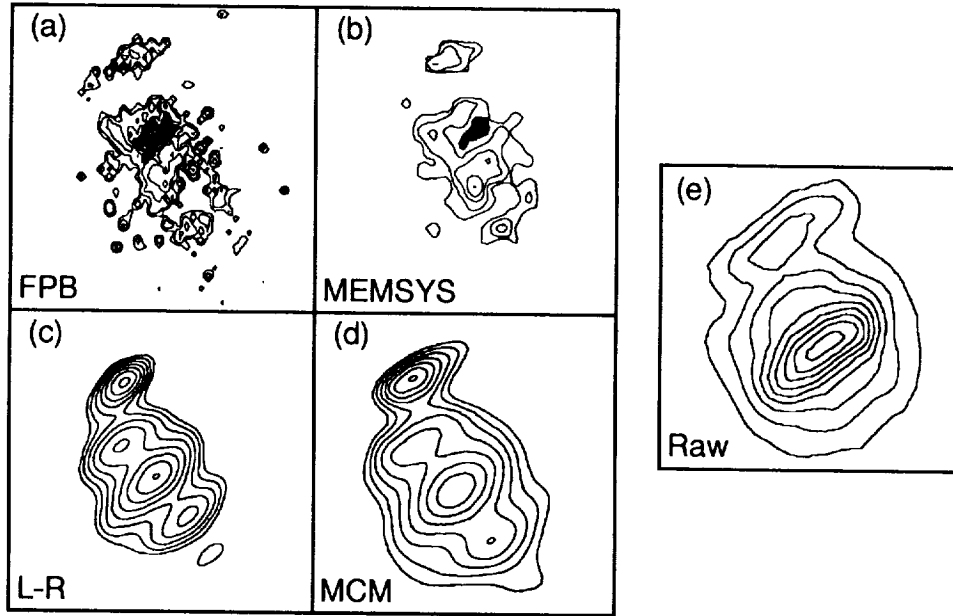 (a)
FPB
(b)
MEMSYS
(c)
L-R
(d)
MCM
(e)
Raw